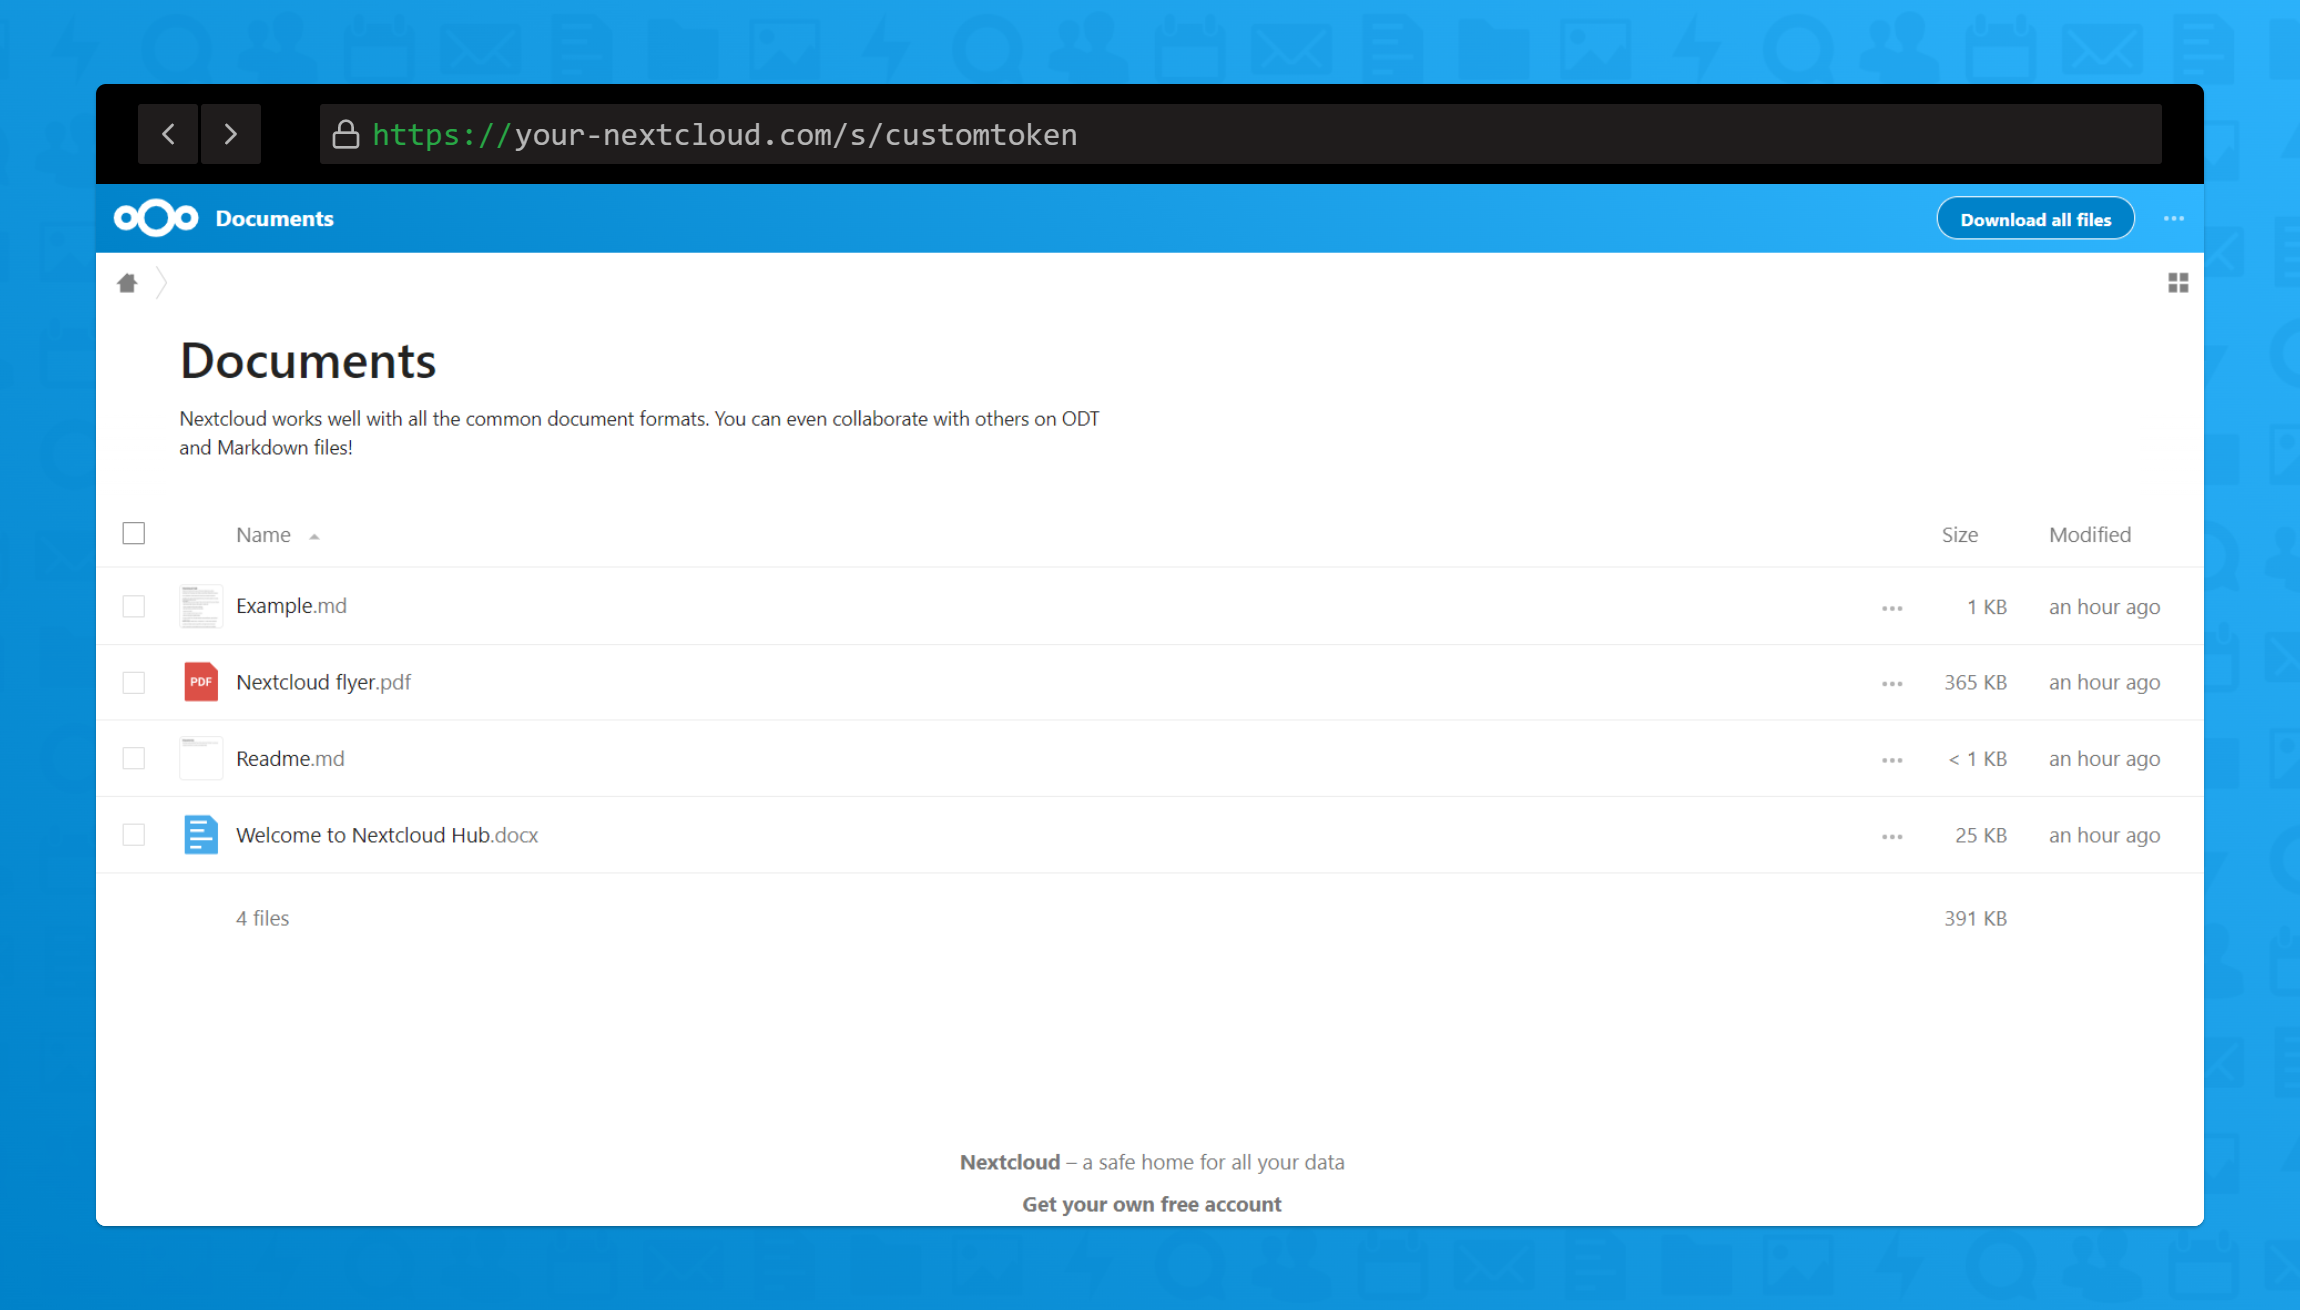 https://your-nextcloud.com/s/customtoken
Documents
Download all files
Documents
Nextcloud works well with all the common document formats. You can even collaborate with others on ODT
and Markdown files!
Name Size Modified
Example.md 1 KB an hour ago
PDF Nextcloud flyer.pdf 365 KB an hour ago
Readme.md < 1 KB an hour ago
Welcome to Nextcloud Hub.docx 25 KB an hour ago
4 files 391 KB
Nextcloud – a safe home for all your data
Get your own free account